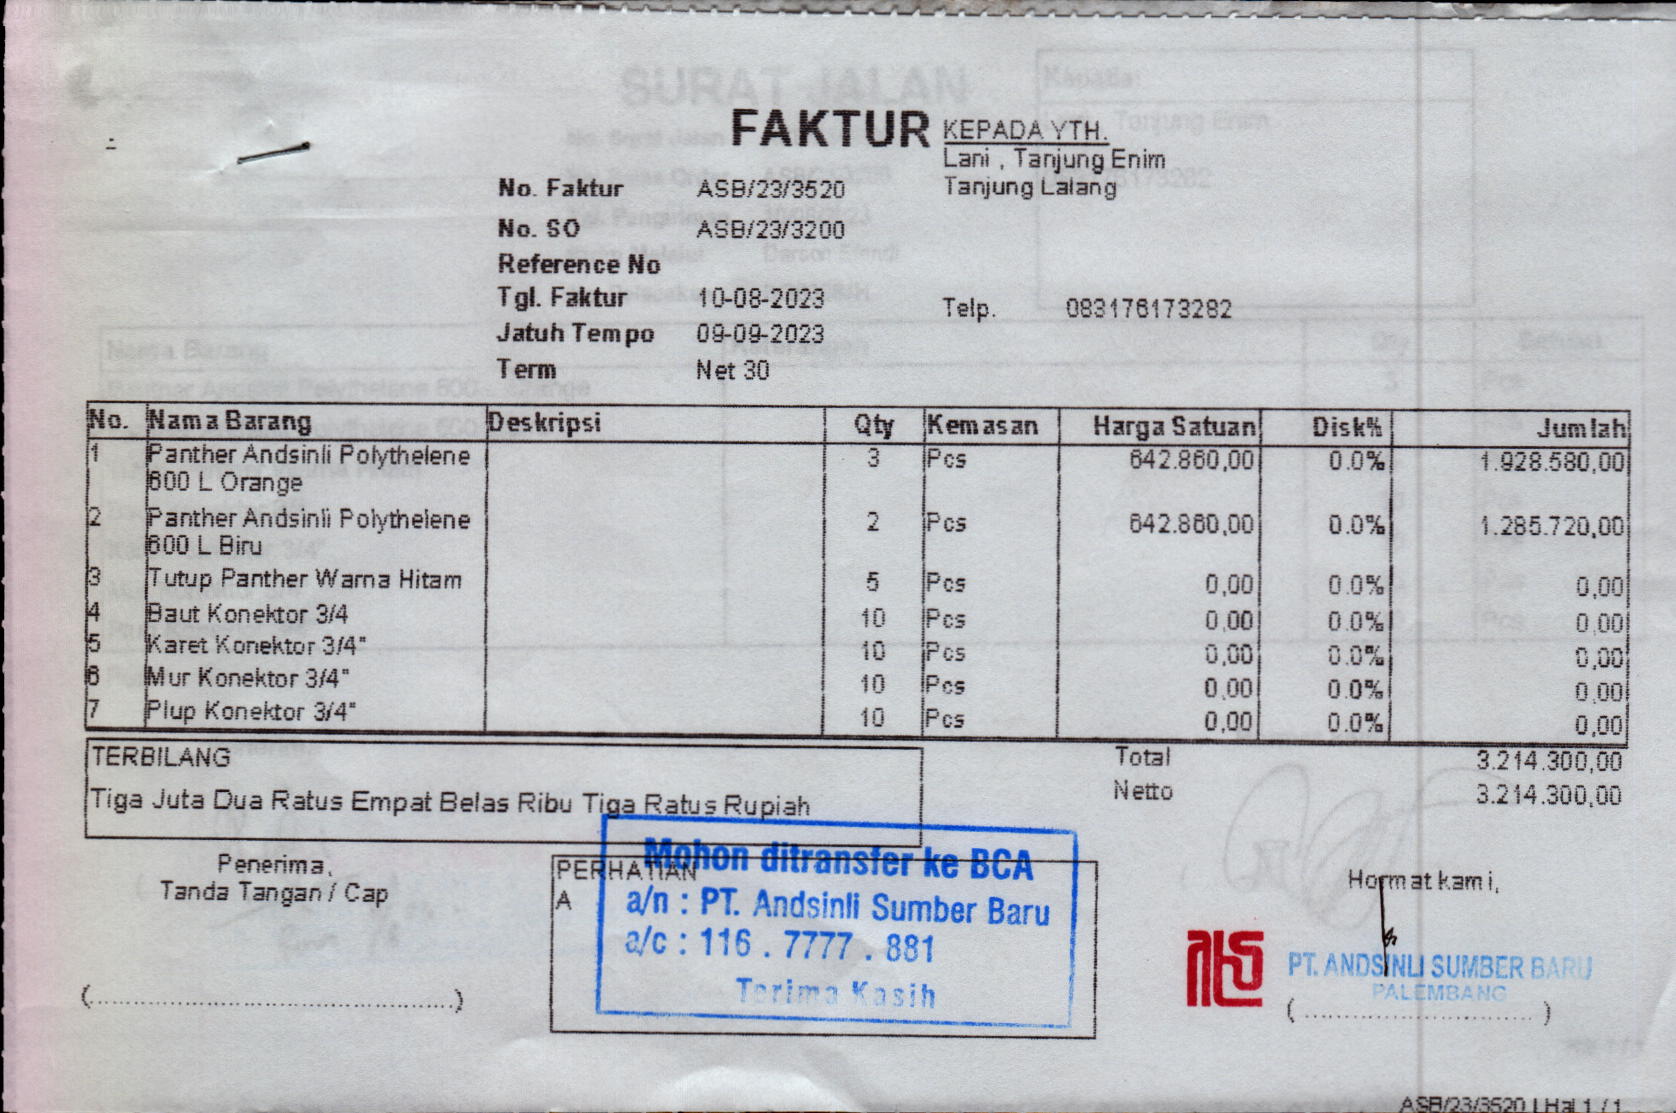 FAKTUR
KEPADA YTH.
Lani , Tanjung Enim
Tanjung Lalang
No. Faktur ASB/23/3520
No. SO ASB/23/3200
Reference No
Tgl. Faktur 10-08-2023
Telp. 083176173282
Jatuh Tempo 09-09-2023
Term Net 30
No. Nama Barang Deskripsi Qty Kemasan Harga Satuan Disk% Jumlah
1 Panther Andsinli Polythelene 3 Pcs 642.860,00 0.0% 1.928.580,00
600 L Orange
2 Panther Andsinli Polythelene 2 Pcs 642.860,00 0.0% 1.285.720,00
600 L Biru
3 Tutup Panther Warna Hitam 5 Pcs 0,00 0.0% 0,00
4 Baut Konektor 3/4 10 Pcs 0,00 0.0% 0,00
5 Karet Konektor 3/4" 10 Pcs 0,00 0.0% 0,00
6 Mur Konektor 3/4" 10 Pcs 0,00 0.0% 0,00
7 Plup Konektor 3/4" 10 Pcs 0,00 0.0% 0,00
TERBILANG
Tiga Juta Dua Ratus Empat Belas Ribu Tiga Ratus Rupiah
Total 3.214.300,00
Netto 3.214.300,00
Penerima,
Tanda Tangan / Cap
PERHATIAN
A
Mohon ditransfer ke BCA
a/n : PT. Andsinli Sumber Baru
a/c : 116 . 7777 . 881
Terima Kasih
Hormat kami,
PT. ANDSINLI SUMBER BARU
PALEMBANG
ASB/23/3520 | Hal 1 / 1